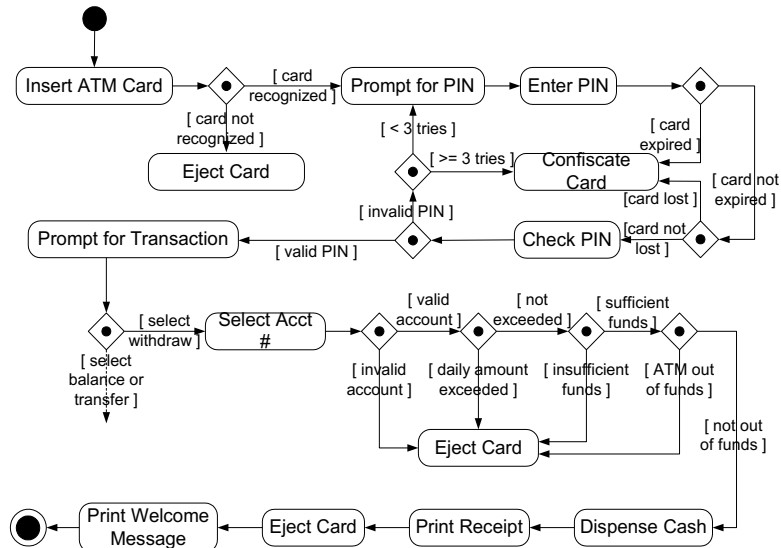 Insert ATM Card
[ card
recognized ]
Prompt for PIN
Enter PIN
[ card not
recognized ]
Eject Card
[ < 3 tries ]
[ >= 3 tries ]
[ card
expired ]
Confiscate
Card
[ card not
expired ]
[card lost ]
[ invalid PIN ]
Prompt for Transaction
[ valid PIN ]
Check PIN
[card not
lost ]
[ select
withdraw ]
Select Acct
#
[ valid
account ]
[ not
exceeded ]
[ sufficient
funds ]
[ select
balance or
transfer ]
[ invalid
account ]
[ daily amount
exceeded ]
[ insufficient
funds ]
[ ATM out
of funds ]
[ not out
of funds ]
Eject Card
Print Welcome
Message
Eject Card
Print Receipt
Dispense Cash